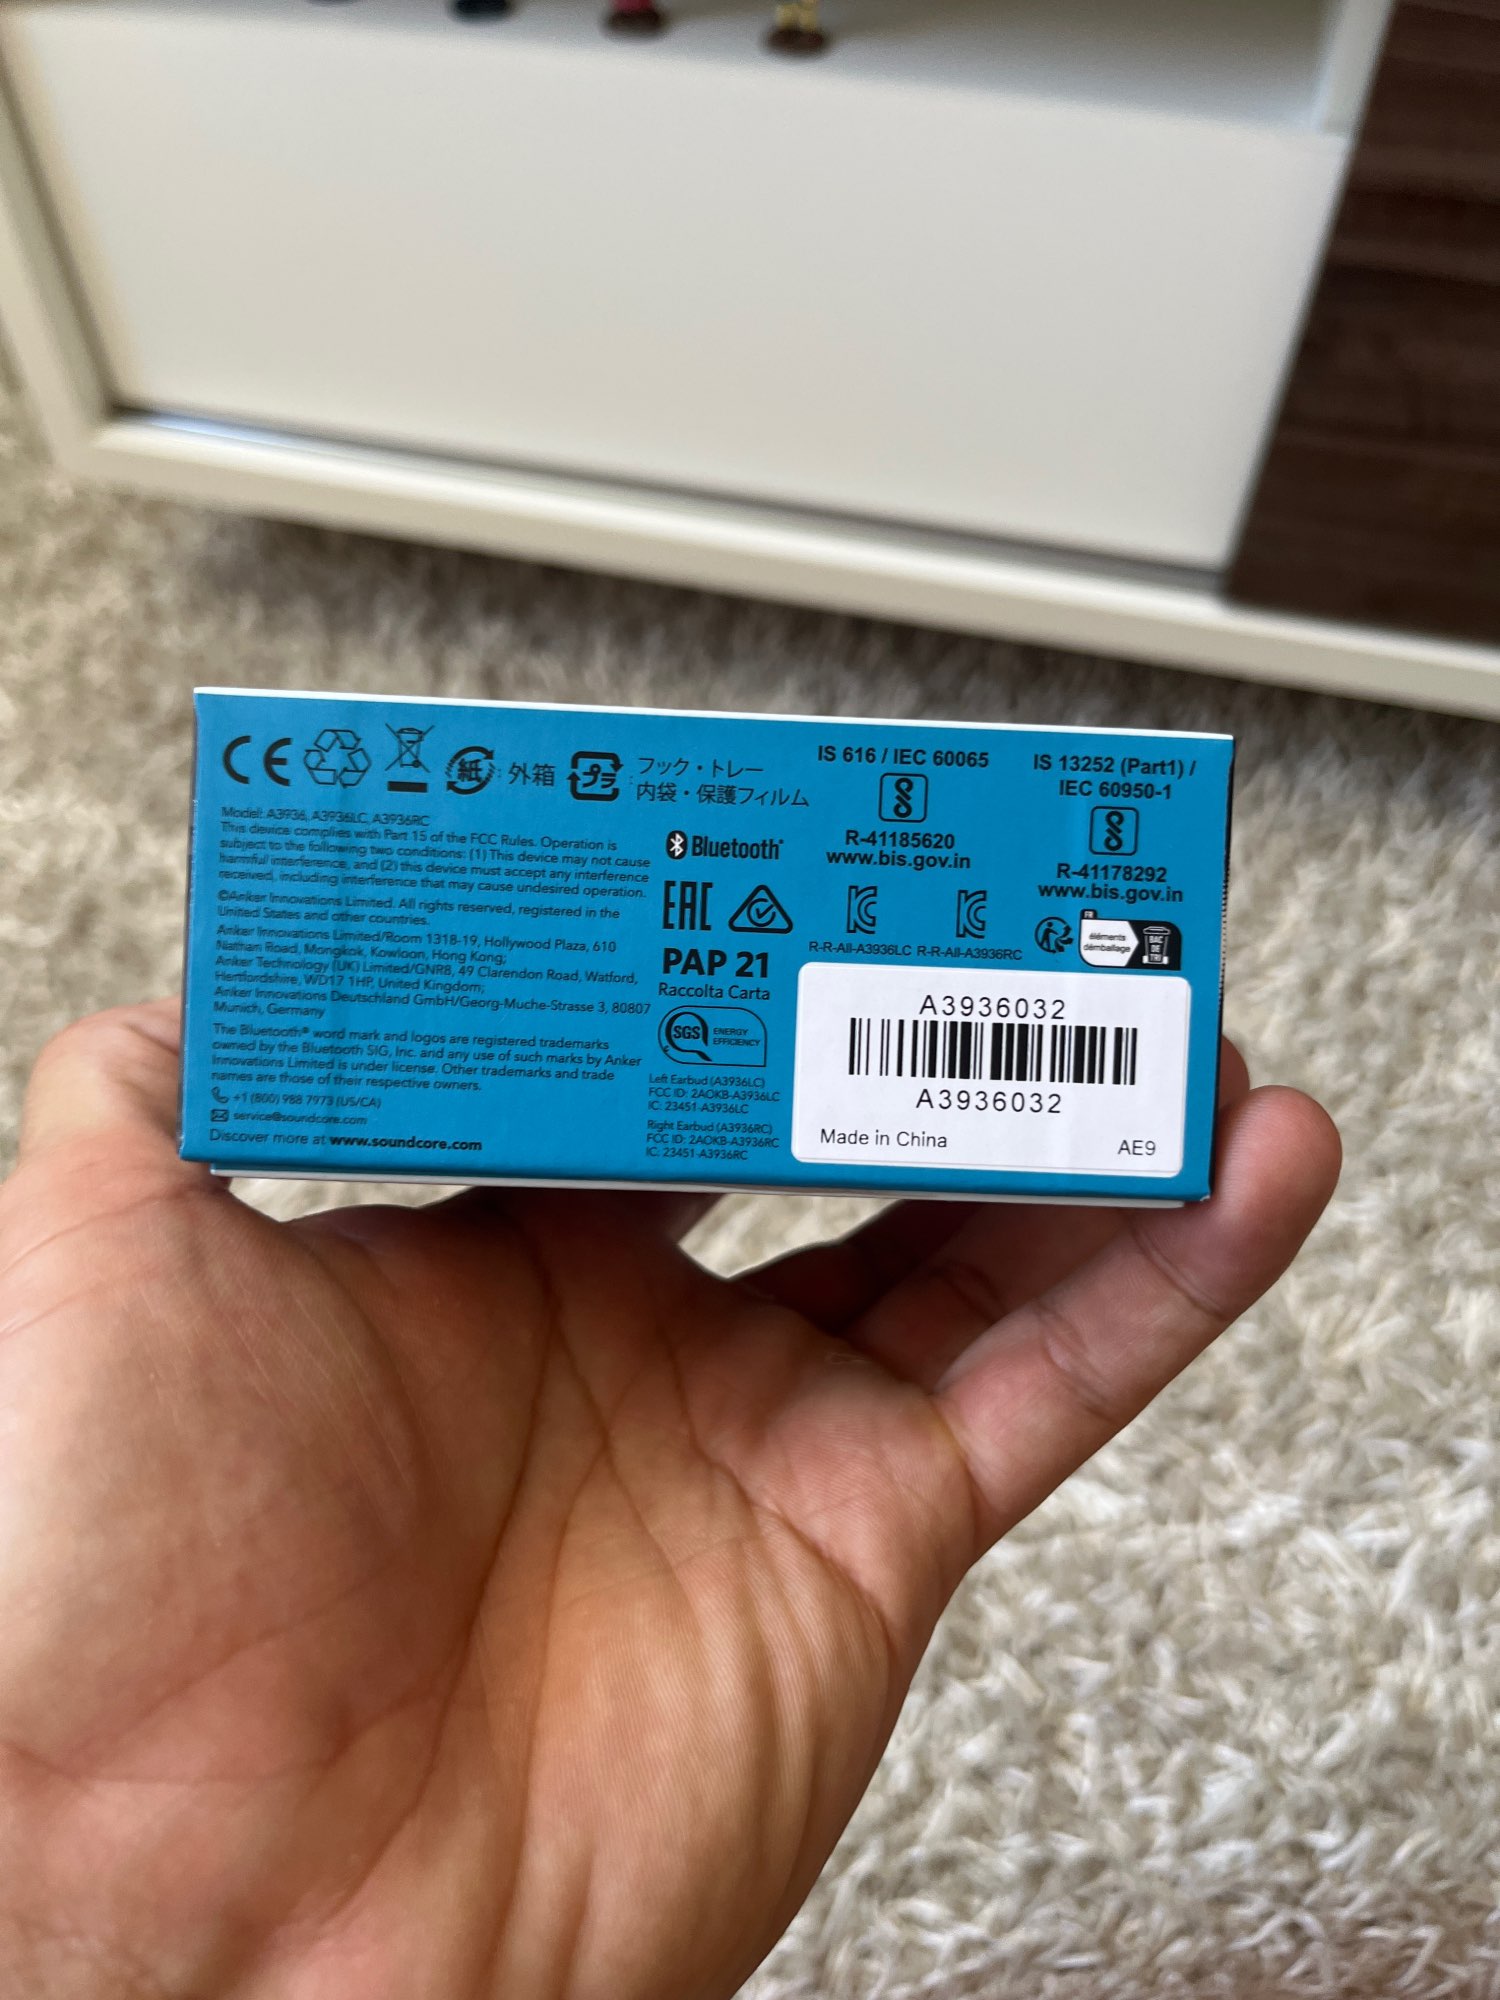 CE
紙 : 外箱
プラ : フック・トレー
内袋・保護フィルム
Model: A3936, A3936LC, A3936RC
This device complies with Part 15 of the FCC Rules. Operation is
subject to the following two conditions: (1) This device may not cause
harmful interference, and (2) this device must accept any interference
received, including interference that may cause undesired operation.
©Anker Innovations Limited. All rights reserved, registered in the
United States and other countries.
Anker Innovations Limited/Room 1318-19, Hollywood Plaza, 610
Nathan Road, Mongkok, Kowloon, Hong Kong;
Anker Technology (UK) Limited/GNR8, 49 Clarendon Road, Watford,
Hertfordshire, WD17 1HP, United Kingdom;
Anker Innovations Deutschland GmbH/Georg-Muche-Strasse 3, 80807
Munich, Germany
The Bluetooth® word mark and logos are registered trademarks
owned by the Bluetooth SIG, Inc. and any use of such marks by Anker
Innovations Limited is under license. Other trademarks and trade
names are those of their respective owners.
+1 (800) 988 7973 (US/CA)
service@soundcore.com
Discover more at www.soundcore.com
Bluetooth®
EAC
PAP 21
Raccolta Carta
SGS ENERGY
EFFICIENCY
Left Earbud (A3936LC)
FCC ID: 2AOKB-A3936LC
IC: 23451-A3936LC
Right Earbud (A3936RC)
FCC ID: 2AOKB-A3936RC
IC: 23451-A3936RC
IS 616 / IEC 60065
R-41185620
www.bis.gov.in
IS 13252 (Part1) /
IEC 60950-1
R-41178292
www.bis.gov.in
R-R-All-A3936LC R-R-All-A3936RC
FR
éléments
démballage
BAC
DE
TRI
A3936032
A3936032
Made in China
AE9